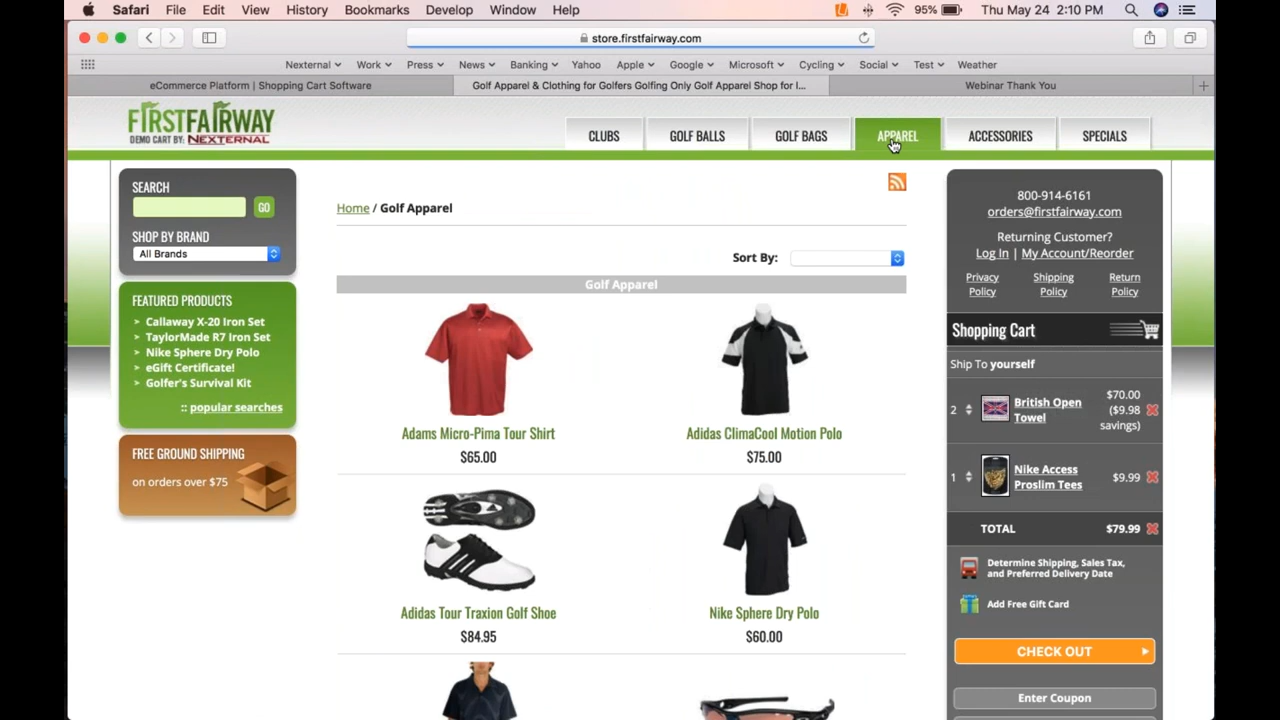 Safari File Edit View History Bookmarks Develop Window Help 95% Thu May 24 2:10 PM
store.firstfairway.com
Nexternal Work Press News Banking Yahoo Apple Google Microsoft Cycling Social Test Weather
eCommerce Platform | Shopping Cart Software
Golf Apparel & Clothing for Golfers Golfing Only Golf Apparel Shop for I...
Webinar Thank You
FIRSTFAIRWAY
DEMO CART BY: NEXTERNAL
CLUBS GOLF BALLS GOLF BAGS APPAREL ACCESSORIES SPECIALS
SEARCH
GO
SHOP BY BRAND
All Brands
FEATURED PRODUCTS
> Callaway X-20 Iron Set
> TaylorMade R7 Iron Set
> Nike Sphere Dry Polo
> eGift Certificate!
> Golfer's Survival Kit
:: popular searches
FREE GROUND SHIPPING
on orders over $75
Home / Golf Apparel
Sort By:
Golf Apparel
Adams Micro-Pima Tour Shirt
$65.00
Adidas ClimaCool Motion Polo
$75.00
Adidas Tour Traxion Golf Shoe
$84.95
Nike Sphere Dry Polo
$60.00
800-914-6161
orders@firstfairway.com
Returning Customer?
Log In | My Account/Reorder
Privacy Policy
Shipping Policy
Return Policy
Shopping Cart
Ship To yourself
2 British Open Towel $70.00 ($9.98 savings)
1 Nike Access Proslim Tees $9.99
TOTAL $79.99
Determine Shipping, Sales Tax,
and Preferred Delivery Date
Add Free Gift Card
CHECK OUT
Enter Coupon